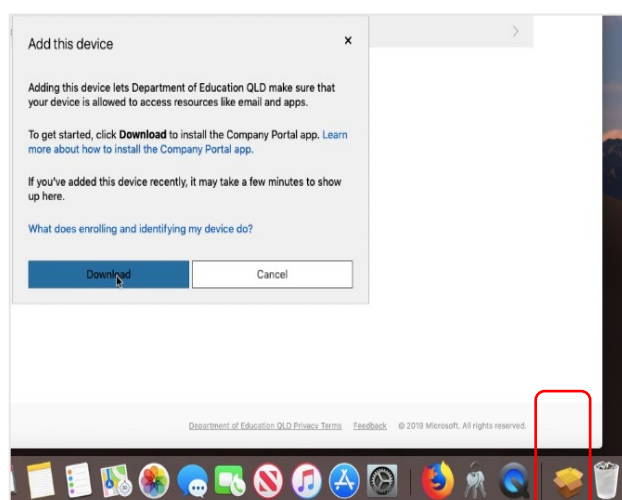 Add this device
Adding this device lets Department of Education QLD make sure that
your device is allowed to access resources like email and apps.
To get started, click Download to install the Company Portal app. Learn
more about how to install the Company Portal app.
If you've added this device recently, it may take a few minutes to show
up here.
What does enrolling and identifying my device do?
Download
Cancel
Department of Education QLD Privacy Terms Feedback © 2019 Microsoft. All rights reserved.